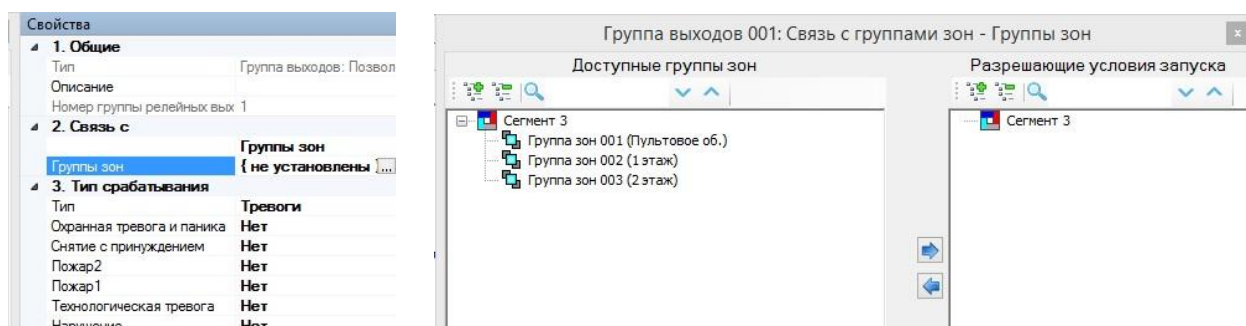 Свойства
1. Общие
Тип Группа выходов: Позвол
Описание
Номер группы релейных вых 1
2. Связь с
Группы зон
Группы зон { не установлены } ...
3. Тип срабатывания
Тип Тревоги
Охранная тревога и паника Нет
Снятие с принуждением Нет
Пожар2 Нет
Пожар1 Нет
Технологическая тревога Нет
Нарушение Нет
Группа выходов 001: Связь с группами зон - Группы зон
x
Доступные группы зон
Сегмент 3
Группа зон 001 (Пультовое об.)
Группа зон 002 (1 этаж)
Группа зон 003 (2 этаж)
Разрешающие условия запуска
Сегмент 3